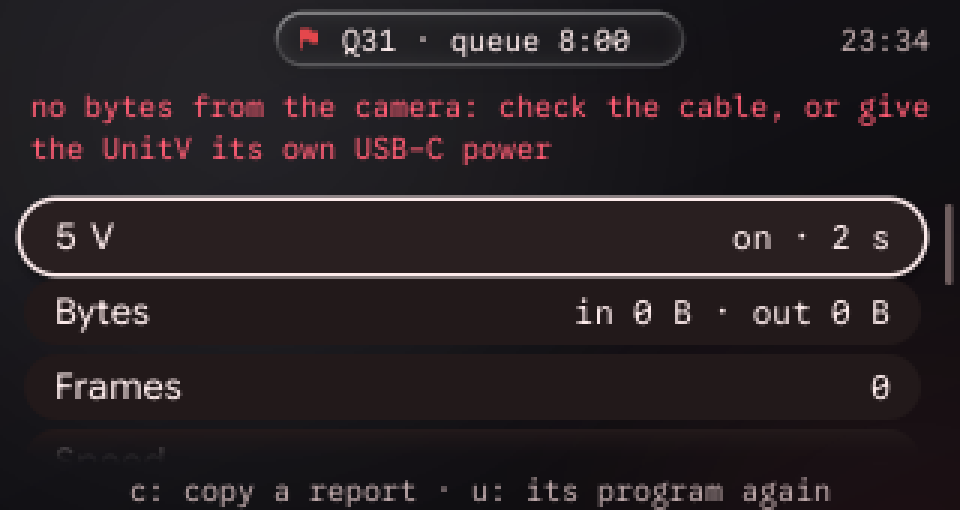 Q31 · queue 8:00
23:34
no bytes from the camera: check the cable, or give
the UnitV its own USB-C power
5 V on · 2 s
Bytes in 0 B · out 0 B
Frames 0
Speed
c: copy a report · u: its program again